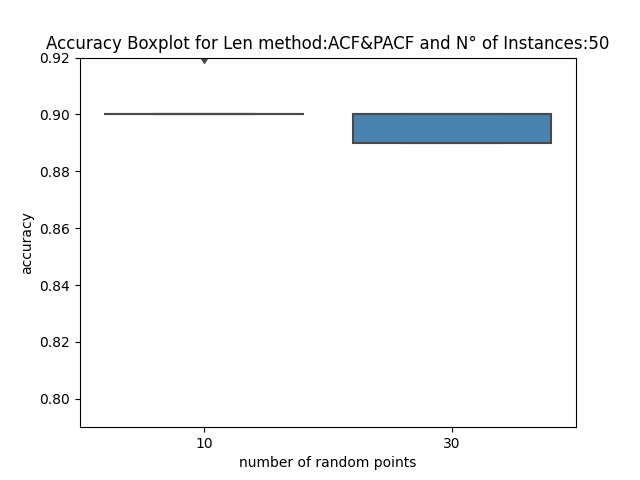 Accuracy Boxplot for Len method:ACF&PACF and N° of Instances:50
0.92
0.90
0.88
0.86
0.84
0.82
0.80
accuracy
10 30
number of random points